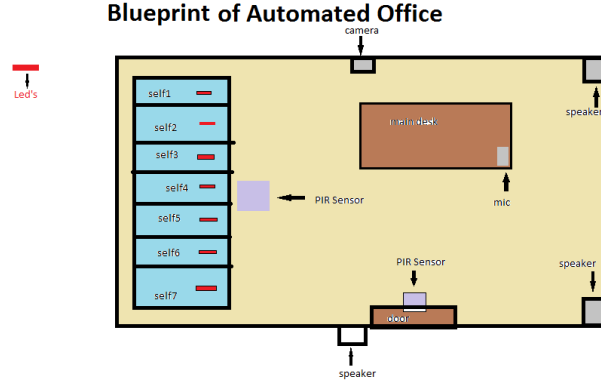 Blueprint of Automated Office
camera
Led's
self1
self2
self3
self4
self5
self6
self7
main desk
speaker
mic
PIR Sensor
PIR Sensor
speaker
door
speaker